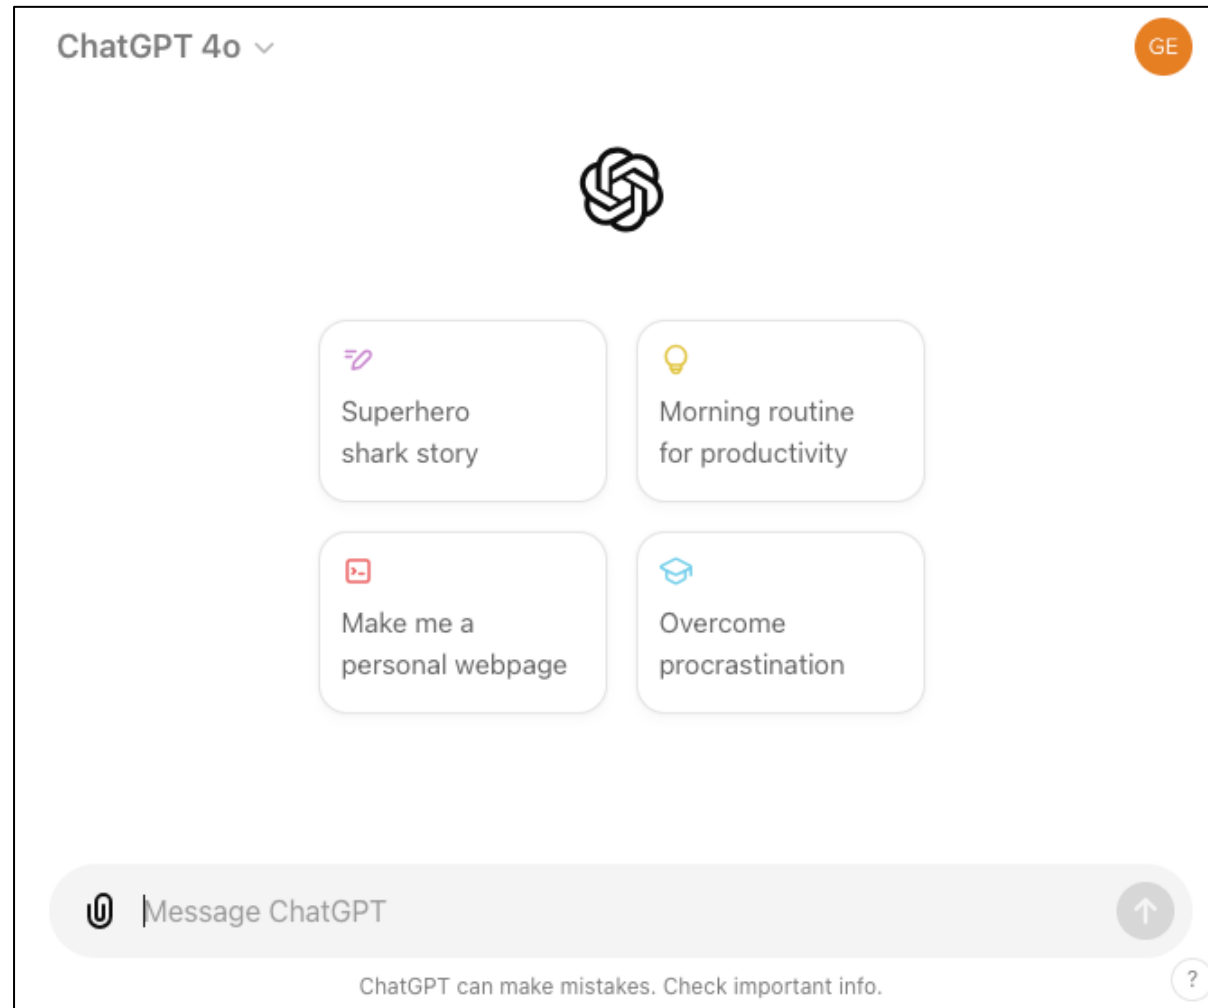 ChatGPT 4o
GE
Superhero
shark story
Morning routine
for productivity
Make me a
personal webpage
Overcome
procrastination
Message ChatGPT
ChatGPT can make mistakes. Check important info.
?